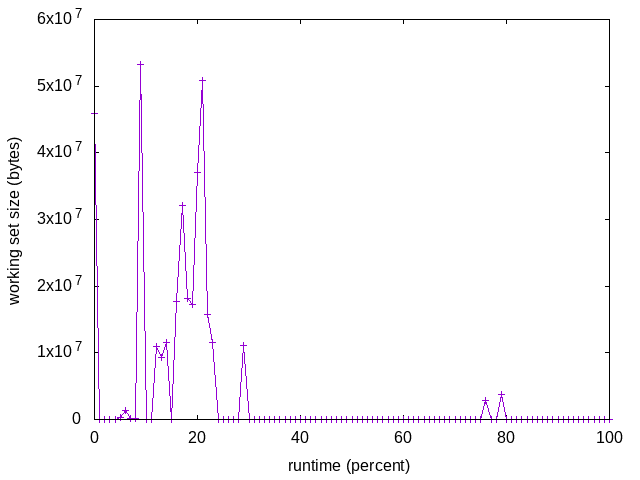 6x10^7
5x10^7
4x10^7
3x10^7
2x10^7
1x10^7
0
working set size (bytes)
0 20 40 60 80 100
runtime (percent)